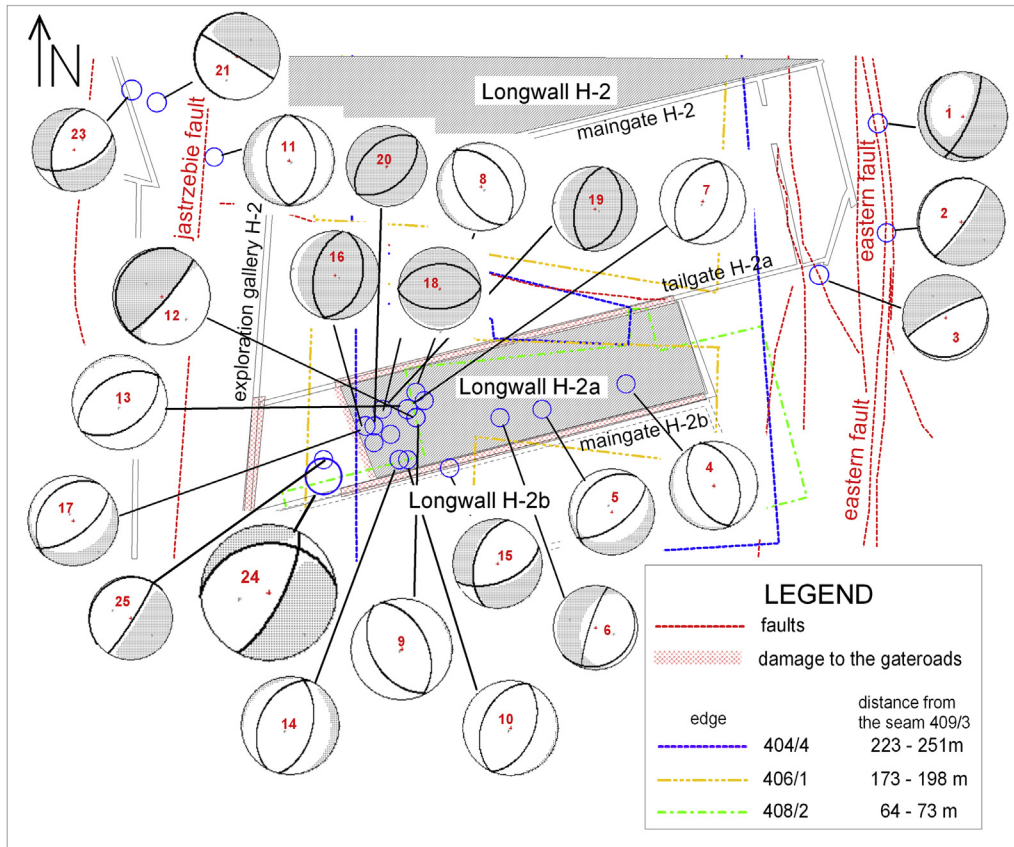 N
21
23
11
20
8
19
7
1
2
3
16
18
12
13
17
25
24
14
9
10
15
6
5
4
Longwall H-2
maingate H-2
jastrzebie fault
exploration gallery H-2
tailgate H-2a
eastern fault
Longwall H-2a
maingate H-2b
Longwall H-2b
eastern fault
LEGEND
faults
damage to the gateroads
edge
distance from
the seam 409/3
404/4 223 - 251m
406/1 173 - 198 m
408/2 64 - 73 m